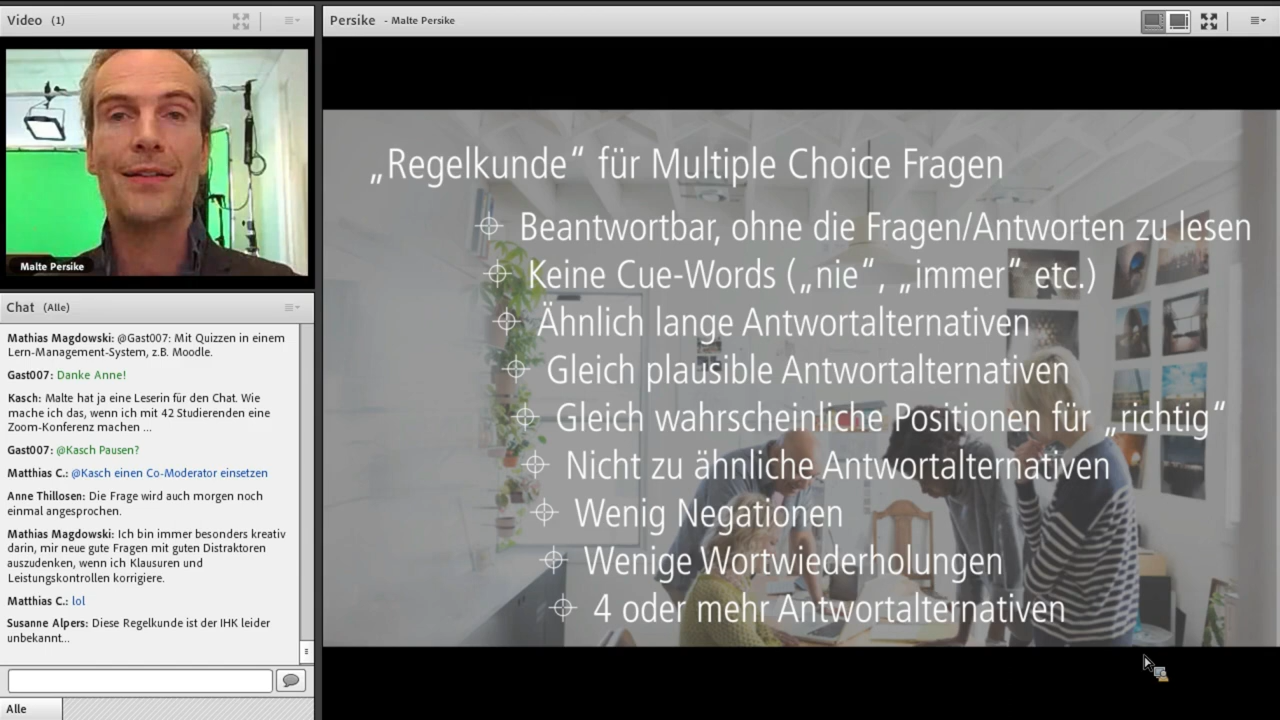 Video (1)
Malte Persike
Chat (Alle)
Mathias Magdowski: @Gast007: Mit Quizzen in einem
Lern-Management-System, z.B. Moodle.
Gast007: Danke Anne!
Kasch: Malte hat ja eine Leserin für den Chat. Wie
mache ich das, wenn ich mit 42 Studierenden eine
Zoom-Konferenz machen ...
Gast007: @Kasch Pausen?
Matthias C.: @Kasch einen Co-Moderator einsetzen
Anne Thillosen: Die Frage wird auch morgen noch
einmal angesprochen.
Mathias Magdowski: Ich bin immer besonders kreativ
darin, mir neue gute Fragen mit guten Distraktoren
auszudenken, wenn ich Klausuren und
Leistungskontrollen korrigiere.
Matthias C.: lol
Susanne Alpers: Diese Regelkunde ist der IHK leider
unbekannt...
Alle
Persike - Malte Persike
„Regelkunde“ für Multiple Choice Fragen
Beantwortbar, ohne die Fragen/Antworten zu lesen
Keine Cue-Words („nie“, „immer“ etc.)
Ähnlich lange Antwortalternativen
Gleich plausible Antwortalternativen
Gleich wahrscheinliche Positionen für „richtig“
Nicht zu ähnliche Antwortalternativen
Wenig Negationen
Wenige Wortwiederholungen
4 oder mehr Antwortalternativen